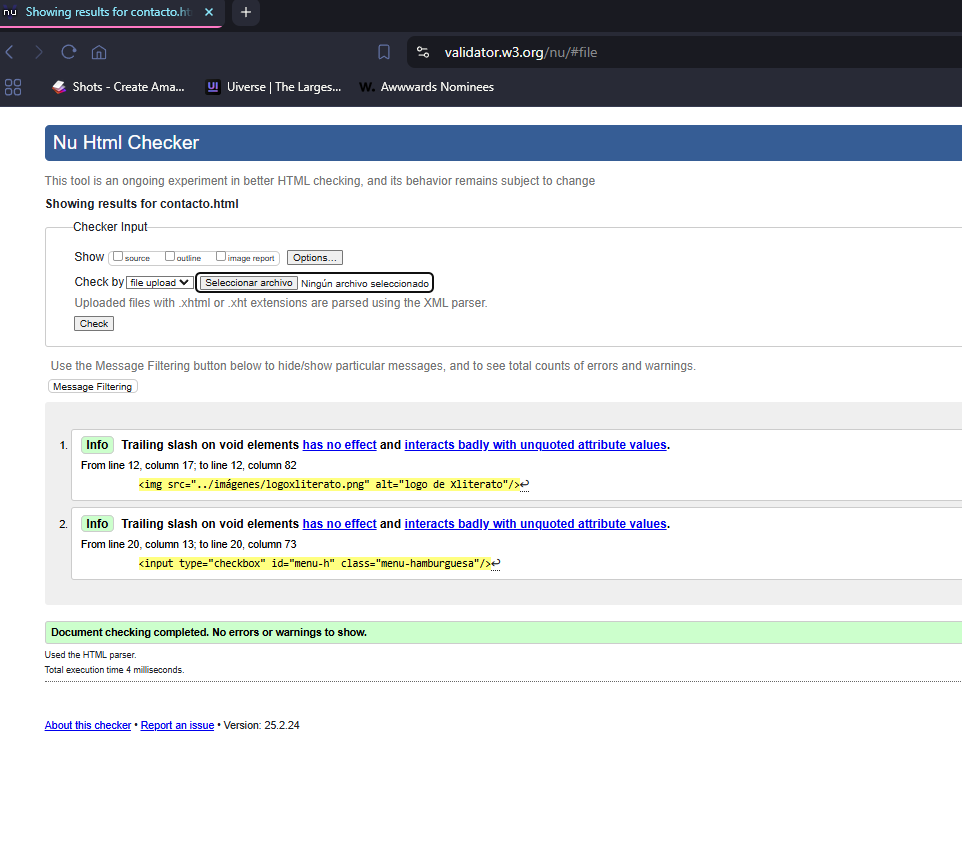 nu Showing results for contacto.ht
validator.w3.org/nu/#file
Shots - Create Ama... UI Uiverse | The Larges... W. Awwwards Nominees
Nu Html Checker
This tool is an ongoing experiment in better HTML checking, and its behavior remains subject to change
Showing results for contacto.html
Checker Input
Show source outline image report Options...
Check by file upload Seleccionar archivo Ningún archivo seleccionado
Uploaded files with .xhtml or .xht extensions are parsed using the XML parser.
Check
Use the Message Filtering button below to hide/show particular messages, and to see total counts of errors and warnings.
Message Filtering
1. Info Trailing slash on void elements has no effect and interacts badly with unquoted attribute values.
From line 12, column 17; to line 12, column 82
<img src="../imágenes/logoxliterato.png" alt="logo de Xliterato"/>↩
2. Info Trailing slash on void elements has no effect and interacts badly with unquoted attribute values.
From line 20, column 13; to line 20, column 73
<input type="checkbox" id="menu-h" class="menu-hamburguesa"/>↩
Document checking completed. No errors or warnings to show.
Used the HTML parser.
Total execution time 4 milliseconds.
About this checker • Report an issue • Version: 25.2.24